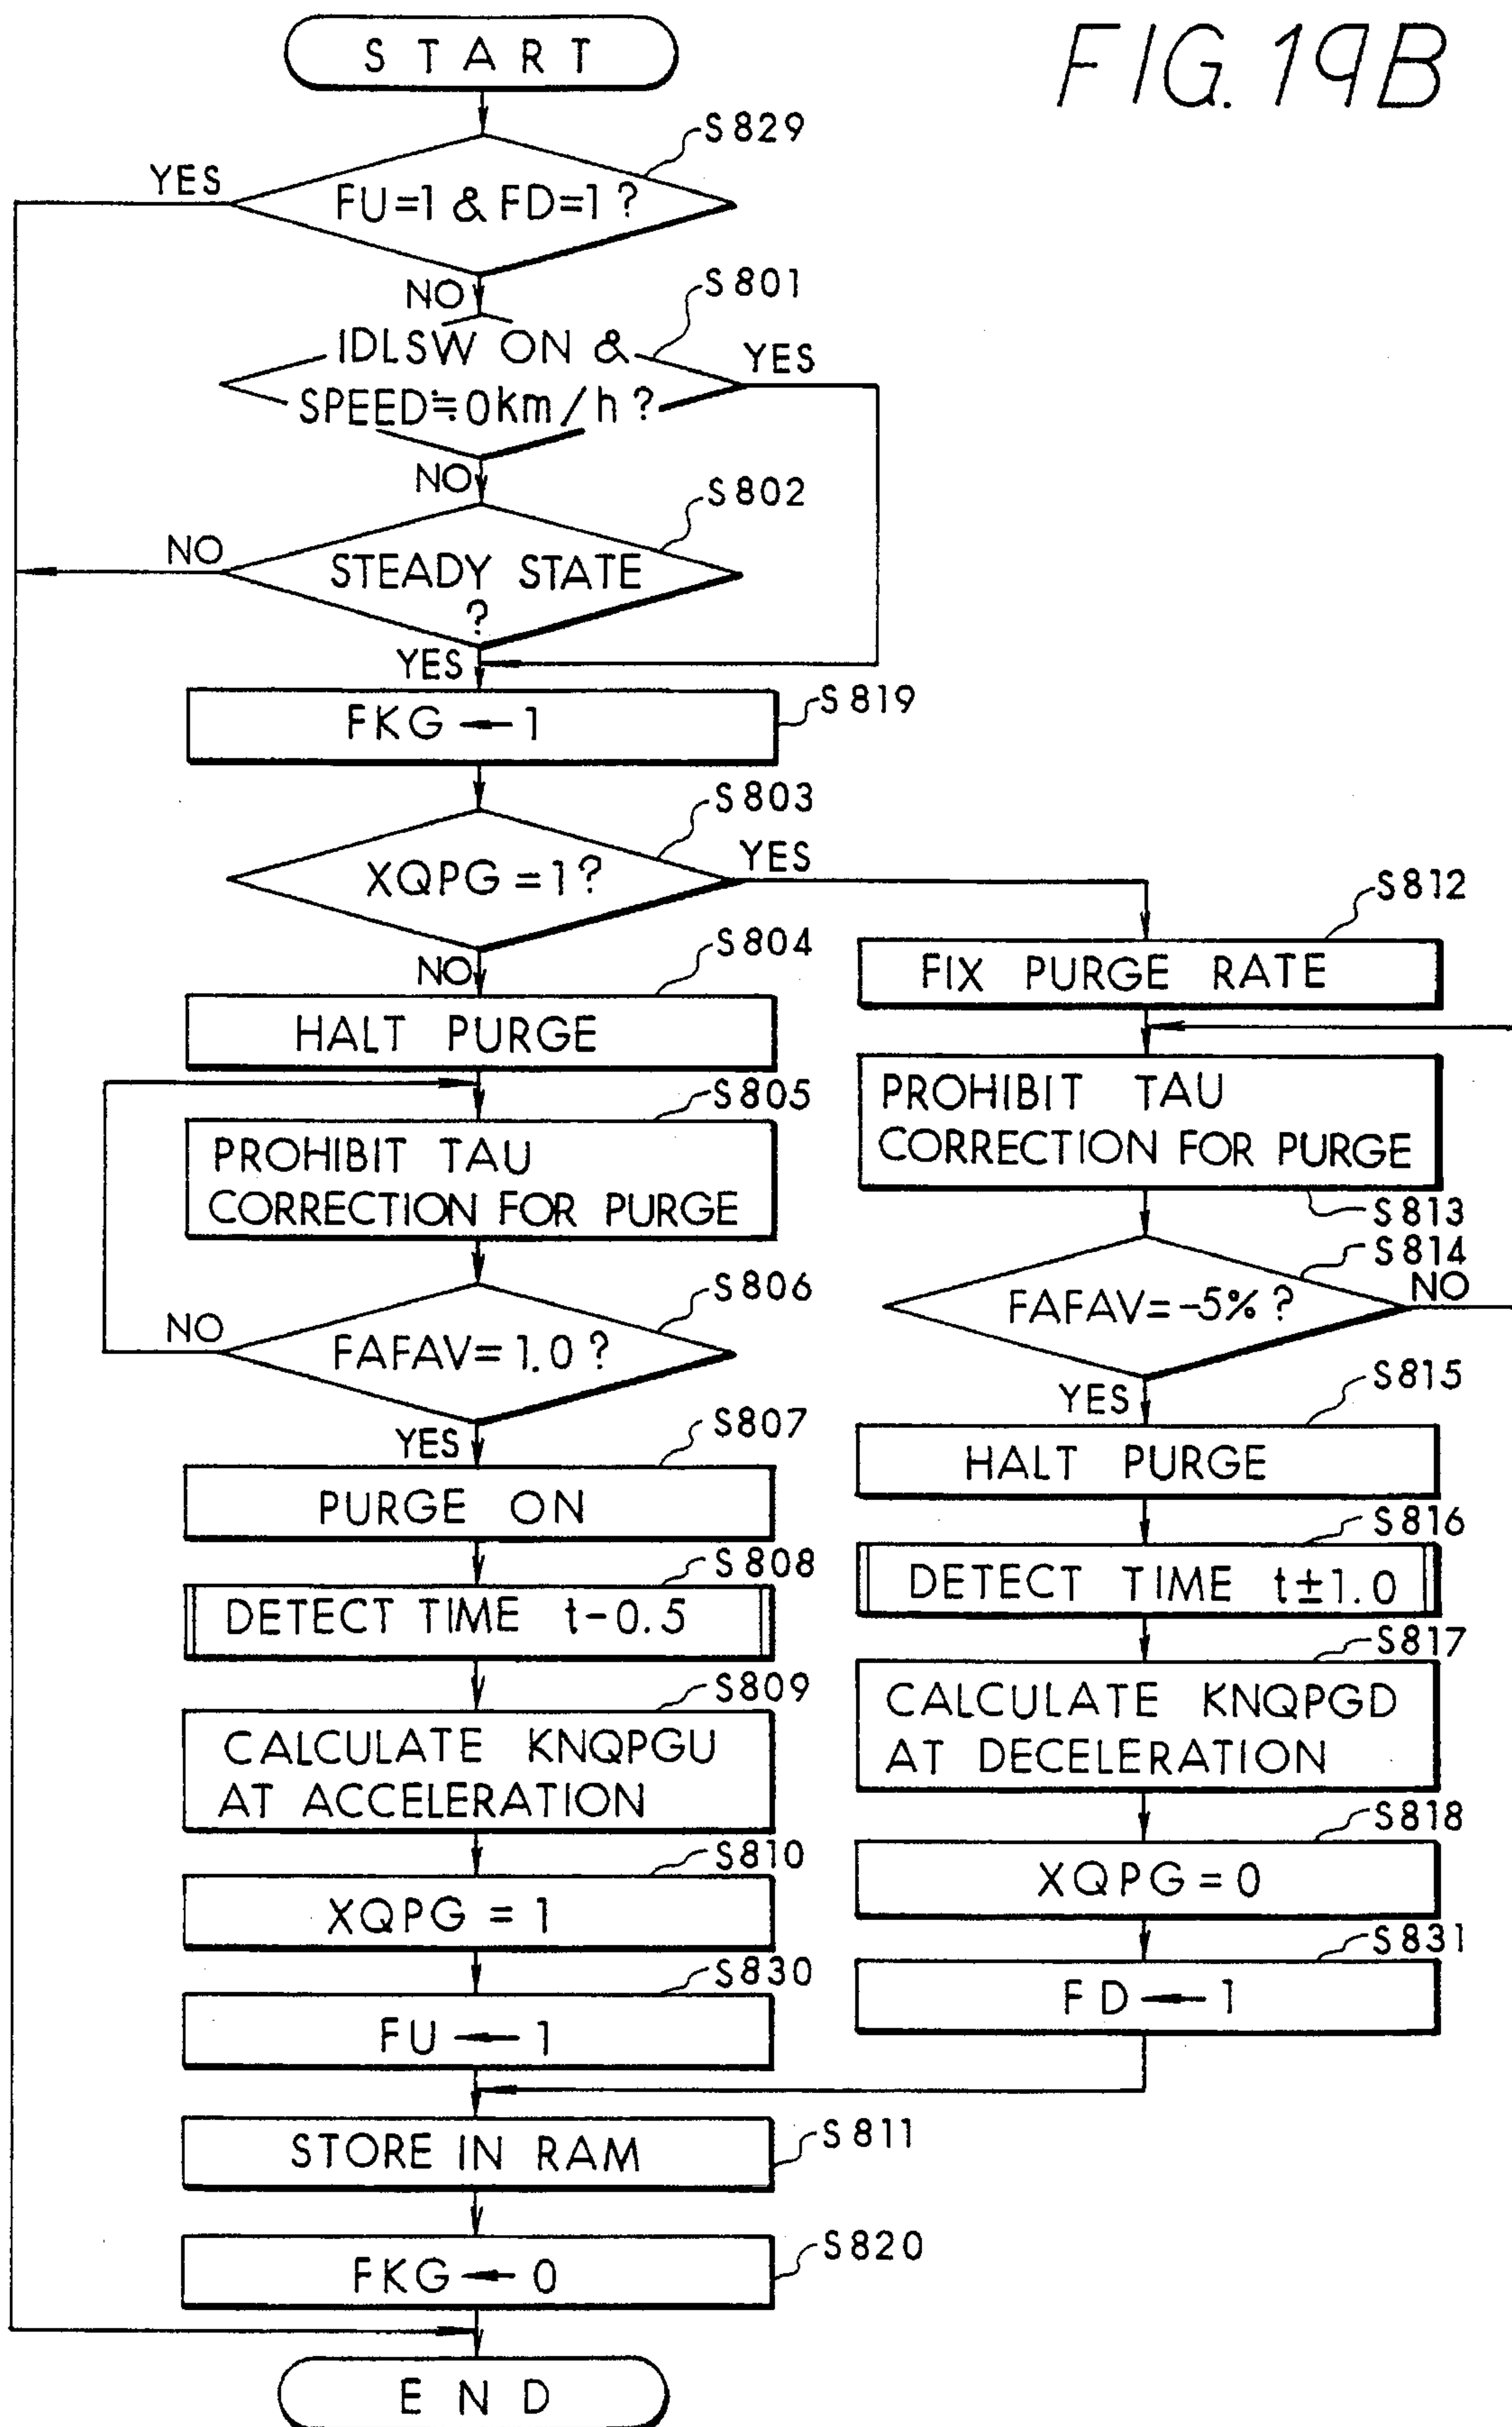 FIG. 19B
START
S829
YES
FU=1 & FD=1 ?
NO
S801
IDLSW ON &
YES
SPEED≒0km/h ?
NO
S802
NO
STEADY STATE
?
YES
S819
FKG ← 1
S803
XQPG = 1 ?
YES
NO
S804
HALT PURGE
S805
PROHIBIT TAU
CORRECTION FOR PURGE
S806
NO
FAFAV = 1.0 ?
YES
S807
PURGE ON
S808
DETECT TIME t-0.5
S809
CALCULATE KNQPGU
AT ACCELERATION
S810
XQPG = 1
S830
FU ← 1
S812
FIX PURGE RATE
PROHIBIT TAU
CORRECTION FOR PURGE
S813
S814
NO
FAFAV = -5% ?
YES
S815
HALT PURGE
S816
DETECT TIME t±1.0
S817
CALCULATE KNQPGD
AT DECELERATION
S818
XQPG = 0
S831
FD ← 1
S811
STORE IN RAM
S820
FKG ← 0
END